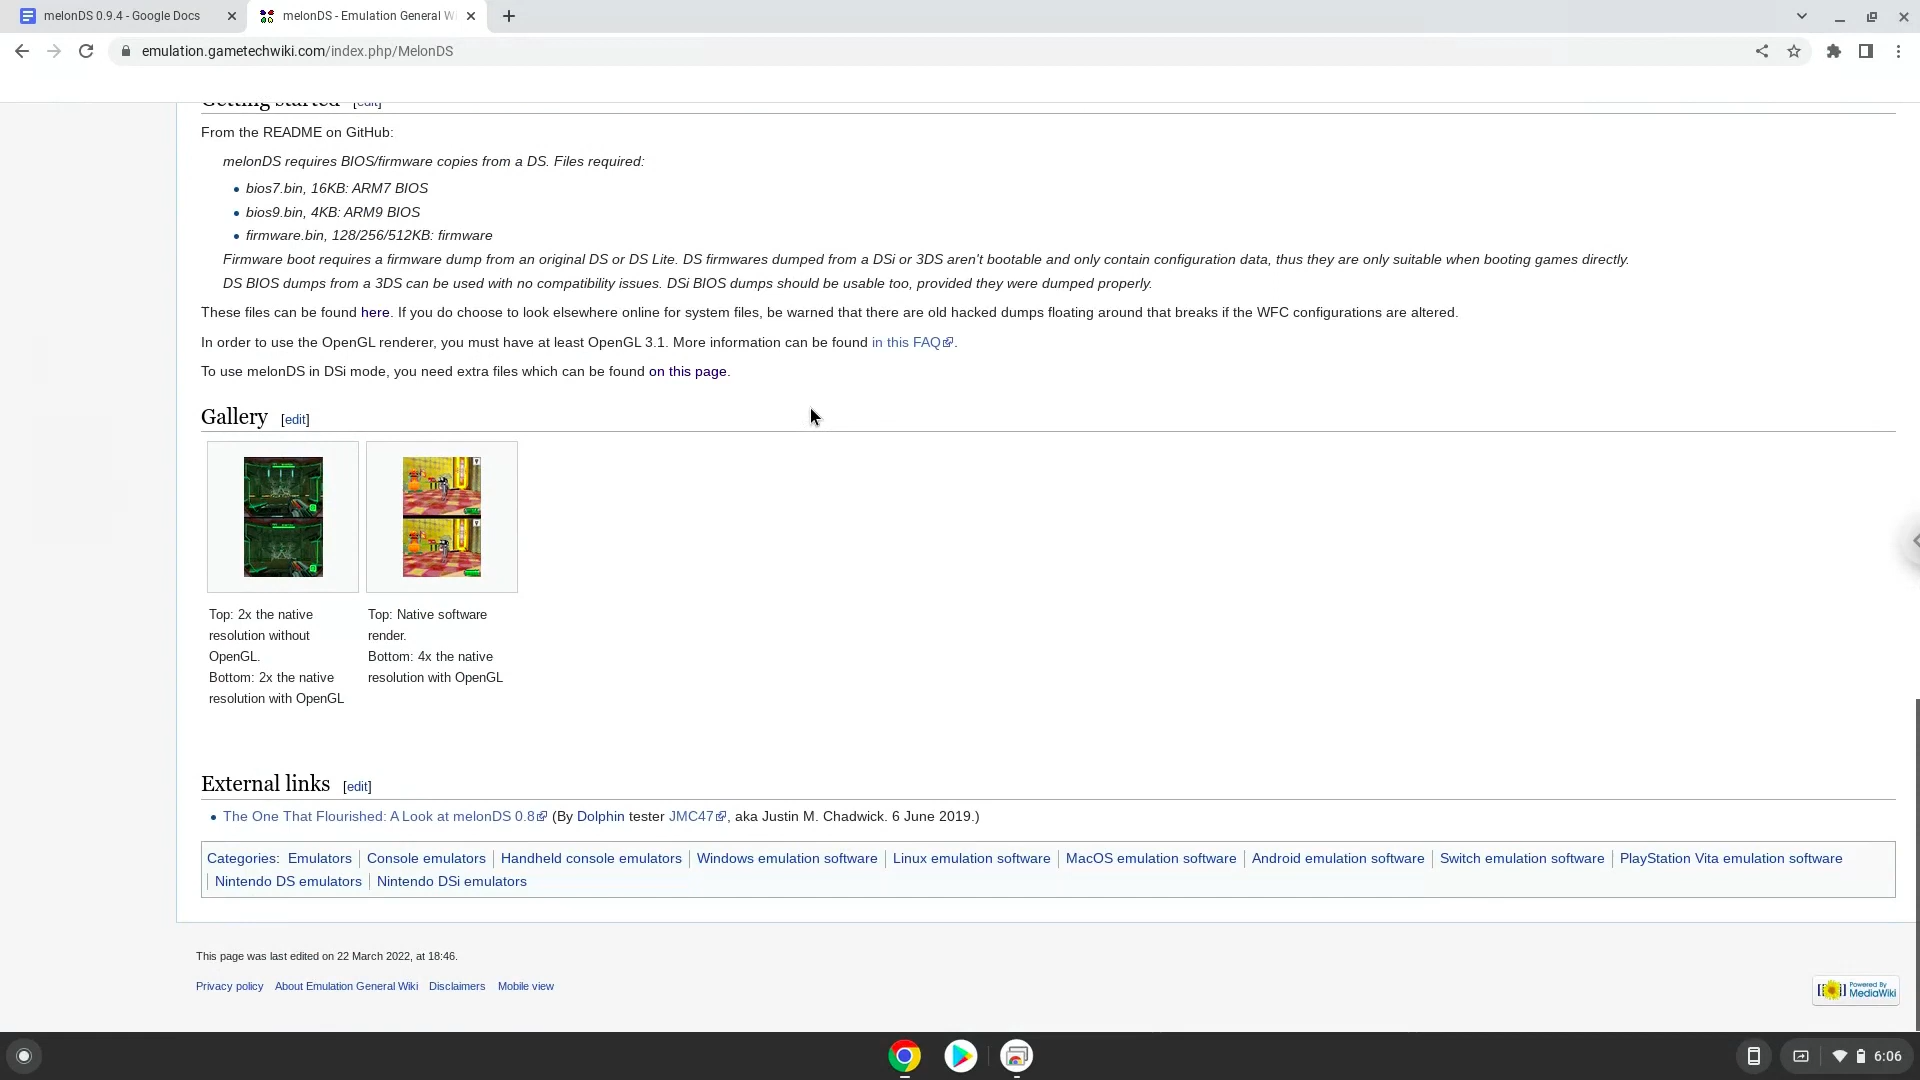 melonDS 0.9.4 - Google Docs
melonDS - Emulation General Wi
emulation.gametechwiki.com/index.php/MelonDS
Getting started [edit]
From the README on GitHub:
melonDS requires BIOS/firmware copies from a DS. Files required:
bios7.bin, 16KB: ARM7 BIOS
bios9.bin, 4KB: ARM9 BIOS
firmware.bin, 128/256/512KB: firmware
Firmware boot requires a firmware dump from an original DS or DS Lite. DS firmwares dumped from a DSi or 3DS aren't bootable and only contain configuration data, thus they are only suitable when booting games directly.
DS BIOS dumps from a 3DS can be used with no compatibility issues. DSi BIOS dumps should be usable too, provided they were dumped properly.
These files can be found here. If you do choose to look elsewhere online for system files, be warned that there are old hacked dumps floating around that breaks if the WFC configurations are altered.
In order to use the OpenGL renderer, you must have at least OpenGL 3.1. More information can be found in this FAQ.
To use melonDS in DSi mode, you need extra files which can be found on this page.
Gallery [edit]
Top: 2x the native
resolution without
OpenGL.
Bottom: 2x the native
resolution with OpenGL
Top: Native software
render.
Bottom: 4x the native
resolution with OpenGL
External links [edit]
The One That Flourished: A Look at melonDS 0.8 (By Dolphin tester JMC47, aka Justin M. Chadwick. 6 June 2019.)
Categories: Emulators | Console emulators | Handheld console emulators | Windows emulation software | Linux emulation software | MacOS emulation software | Android emulation software | Switch emulation software | PlayStation Vita emulation software
| Nintendo DS emulators | Nintendo DSi emulators
This page was last edited on 22 March 2022, at 18:46.
Privacy policy About Emulation General Wiki Disclaimers Mobile view
Powered By
MediaWiki
6:06